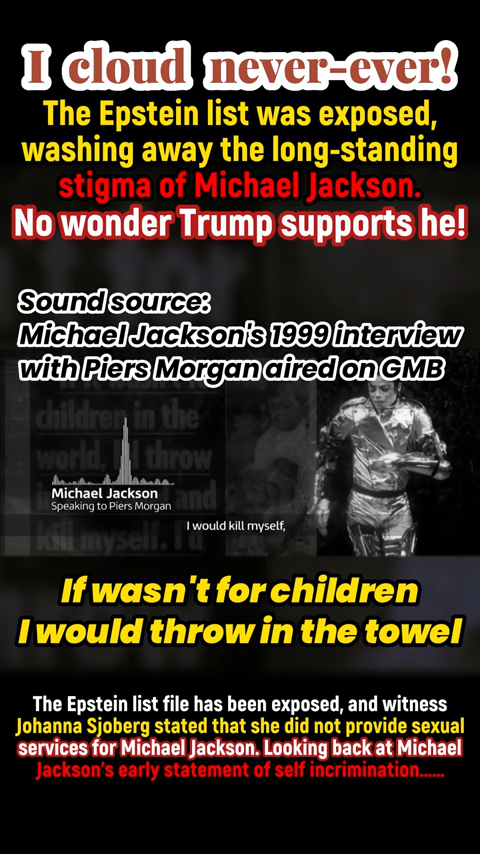 I cloud never-ever!
The Epstein list was exposed,
washing away the long-standing
stigma of Michael Jackson.
No wonder Trump supports he!
Sound source:
Michael Jackson's 1999 interview
with Piers Morgan aired on GMB
children in the
world, I throw
and
kill myself. I'd
Michael Jackson
Speaking to Piers Morgan
I would kill myself,
If wasn't for children
I would throw in the towel
The Epstein list file has been exposed, and witness
Johanna Sjoberg stated that she did not provide sexual
services for Michael Jackson. Looking back at Michael
Jackson's early statement of self incrimination......